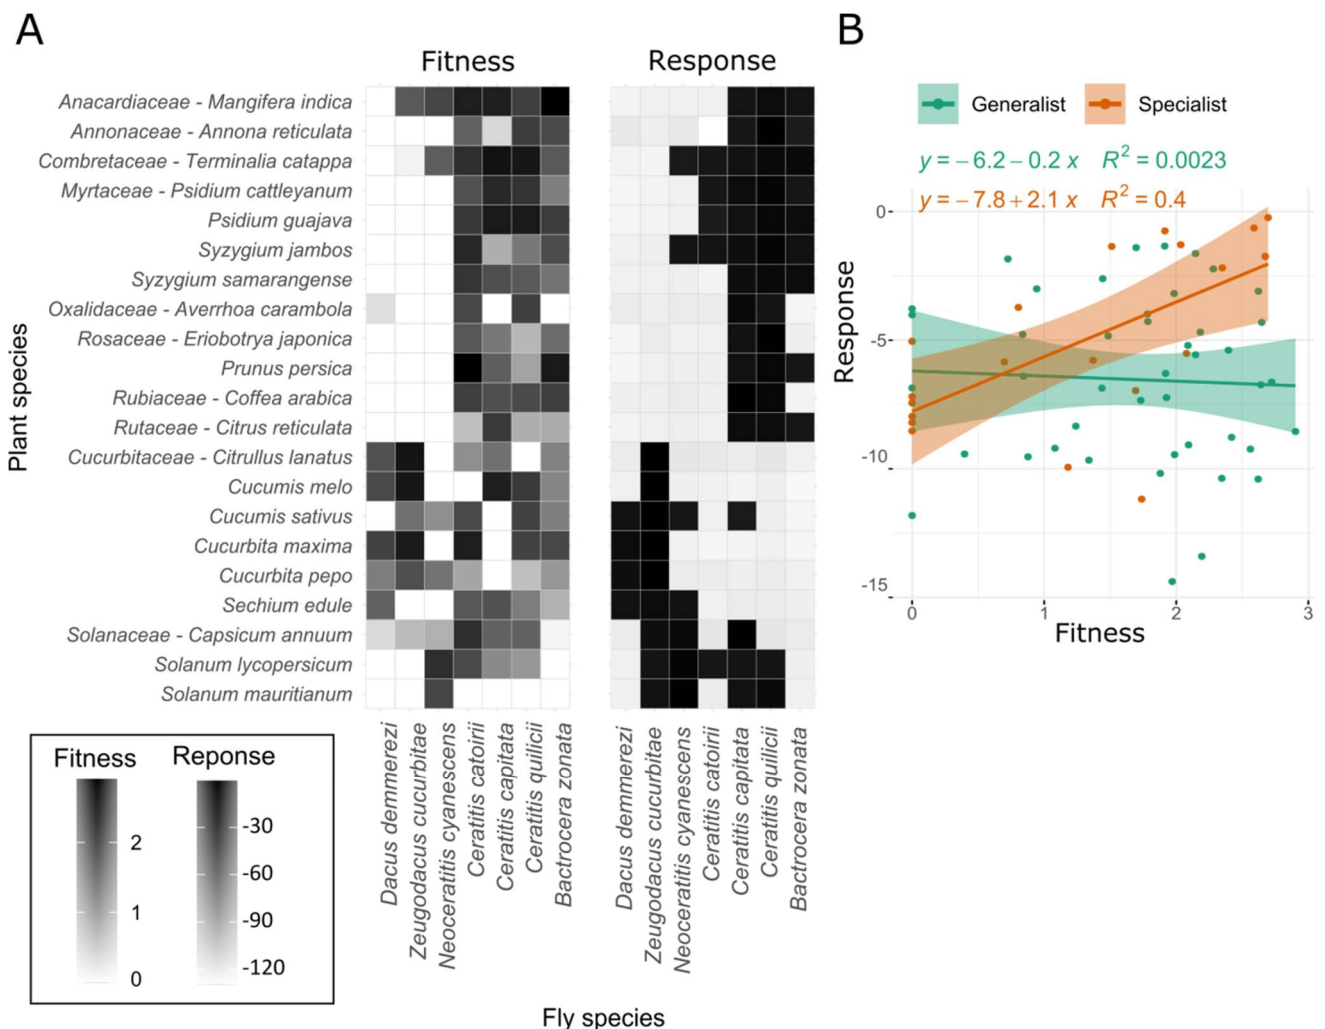 A
B
Fitness
Response
Generalist
Specialist
y = −6.2 − 0.2 x R² = 0.0023
y = −7.8 + 2.1 x R² = 0.4
Plant species
Anacardiaceae - Mangifera indica
Annonaceae - Annona reticulata
Combretaceae - Terminalia catappa
Myrtaceae - Psidium cattleyanum
Psidium guajava
Syzygium jambos
Syzygium samarangense
Oxalidaceae - Averrhoa carambola
Rosaceae - Eriobotrya japonica
Prunus persica
Rubiaceae - Coffea arabica
Rutaceae - Citrus reticulata
Cucurbitaceae - Citrullus lanatus
Cucumis melo
Cucumis sativus
Cucurbita maxima
Cucurbita pepo
Sechium edule
Solanaceae - Capsicum annuum
Solanum lycopersicum
Solanum mauritianum
Dacus demmerezi
Zeugodacus cucurbitae
Neoceratitis cyanescens
Ceratitis catoirii
Ceratitis capitata
Ceratitis quilicii
Bactrocera zonata
Dacus demmerezi
Zeugodacus cucurbitae
Neoceratitis cyanescens
Ceratitis catoirii
Ceratitis capitata
Ceratitis quilicii
Bactrocera zonata
Fly species
Fitness
Reponse
2
1
0
-30
-60
-90
-120
Response
0
-5
-10
-15
0
1
2
3
Fitness